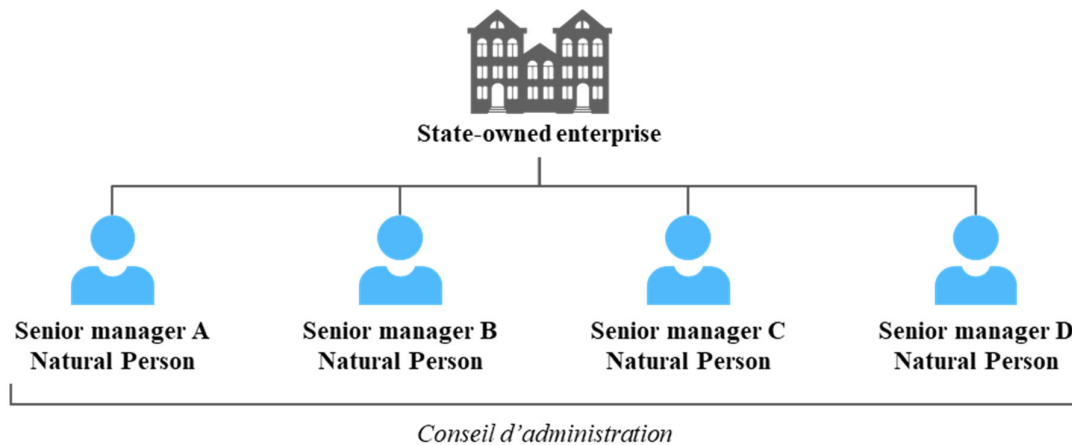 State-owned enterprise
Senior manager A
Natural Person
Senior manager B
Natural Person
Senior manager C
Natural Person
Senior manager D
Natural Person
Conseil d’administration